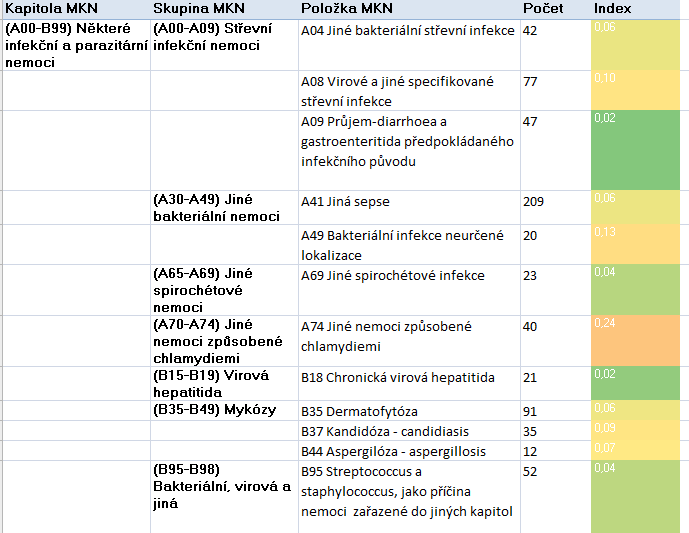 Kapitola MKN Skupina MKN Položka MKN Počet Index
(A00-B99) Některé (A00-A09) Střevní A04 Jiné bakteriální střevní infekce 42 0,06
infekční a parazitární infekční nemoci
nemoci
A08 Virové a jiné specifikované 77 0,10
střevní infekce
A09 Průjem-diarrhoea a 47 0,02
gastroenteritida předpokládaného
infekčního původu
(A30-A49) Jiné A41 Jiná sepse 209 0,06
bakteriální nemoci
A49 Bakteriální infekce neurčené 20 0,13
lokalizace
(A65-A69) Jiné A69 Jiné spirochétové infekce 23 0,04
spirochétové
nemoci
(A70-A74) Jiné A74 Jiné nemoci způsobené 40 0,24
nemoci způsobené chlamydiemi
chlamydiemi
(B15-B19) Virová B18 Chronická virová hepatitida 21 0,02
hepatitida
(B35-B49) Mykózy B35 Dermatofytóza 91 0,06
B37 Kandidóza - candidiasis 35 0,09
B44 Aspergilóza - aspergillosis 12 0,07
(B95-B98) B95 Streptococcus a 52 0,04
Bakteriální, virová a staphylococcus, jako příčina
jiná nemoci zařazené do jiných kapitol